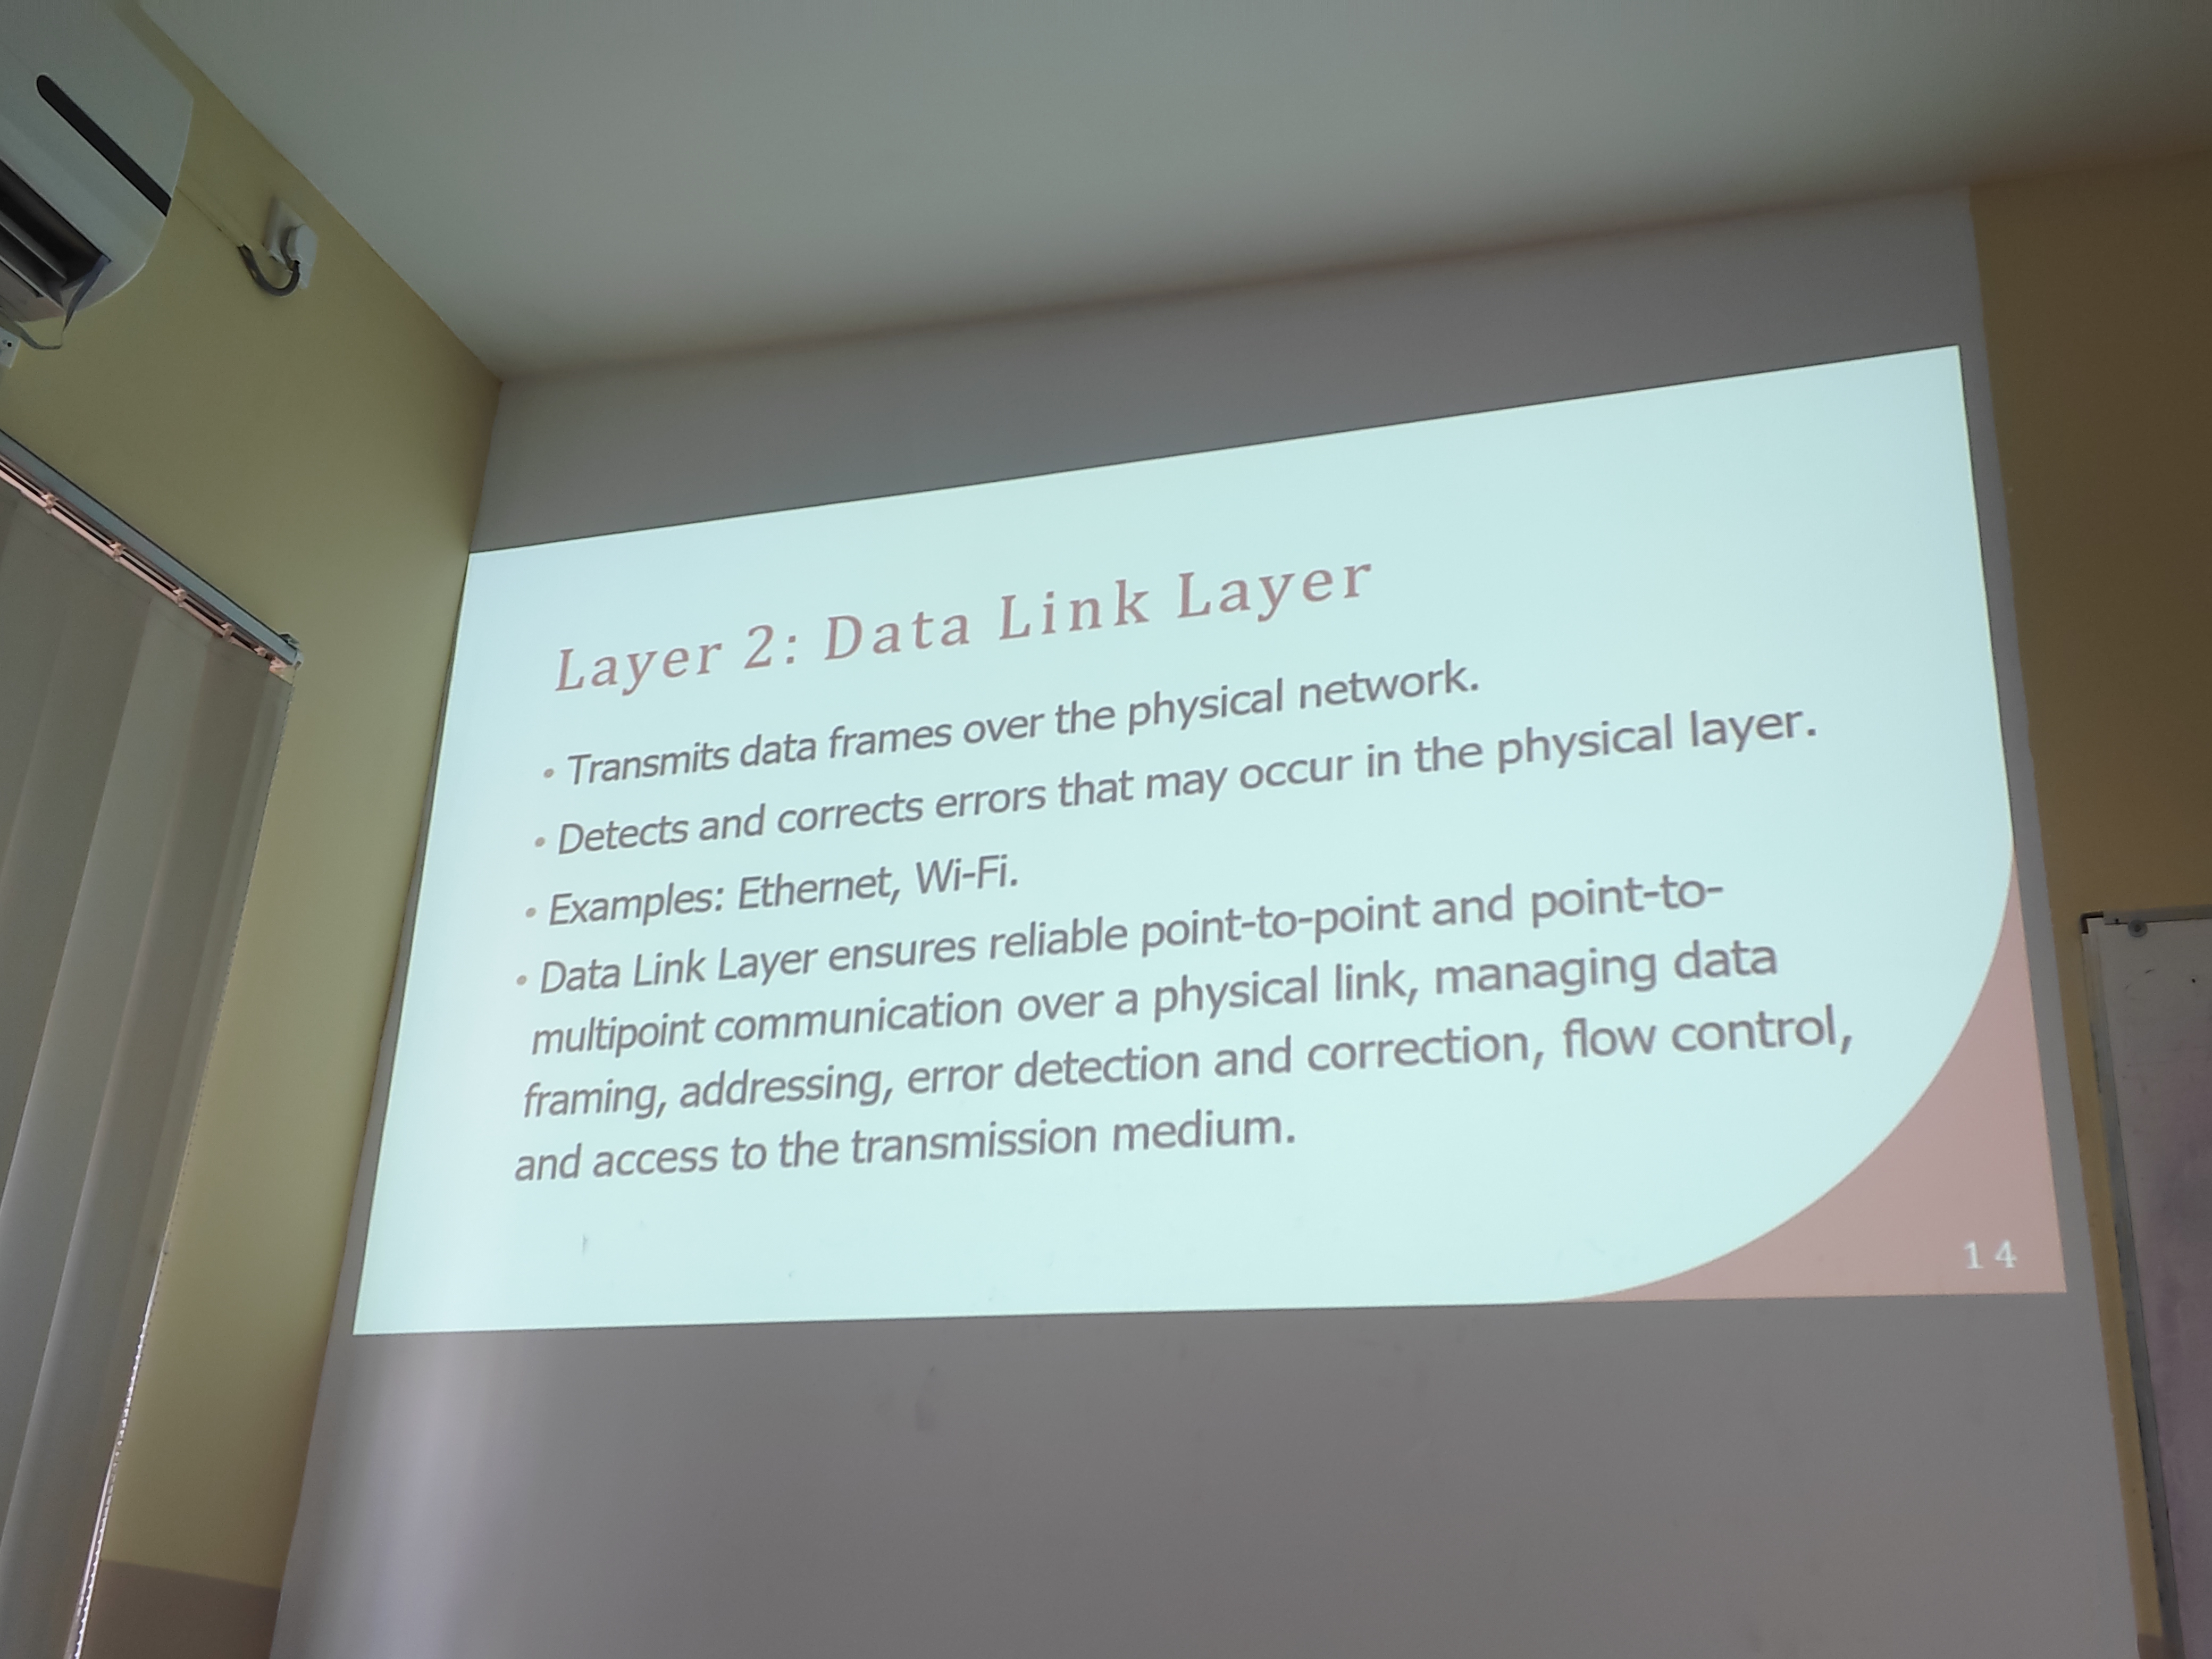 Layer 2: Data Link Layer
• Transmits data frames over the physical network.
• Detects and corrects errors that may occur in the physical layer.
• Examples: Ethernet, Wi-Fi.
• Data Link Layer ensures reliable point-to-point and point-to-
multipoint communication over a physical link, managing data
framing, addressing, error detection and correction, flow control,
and access to the transmission medium.
14